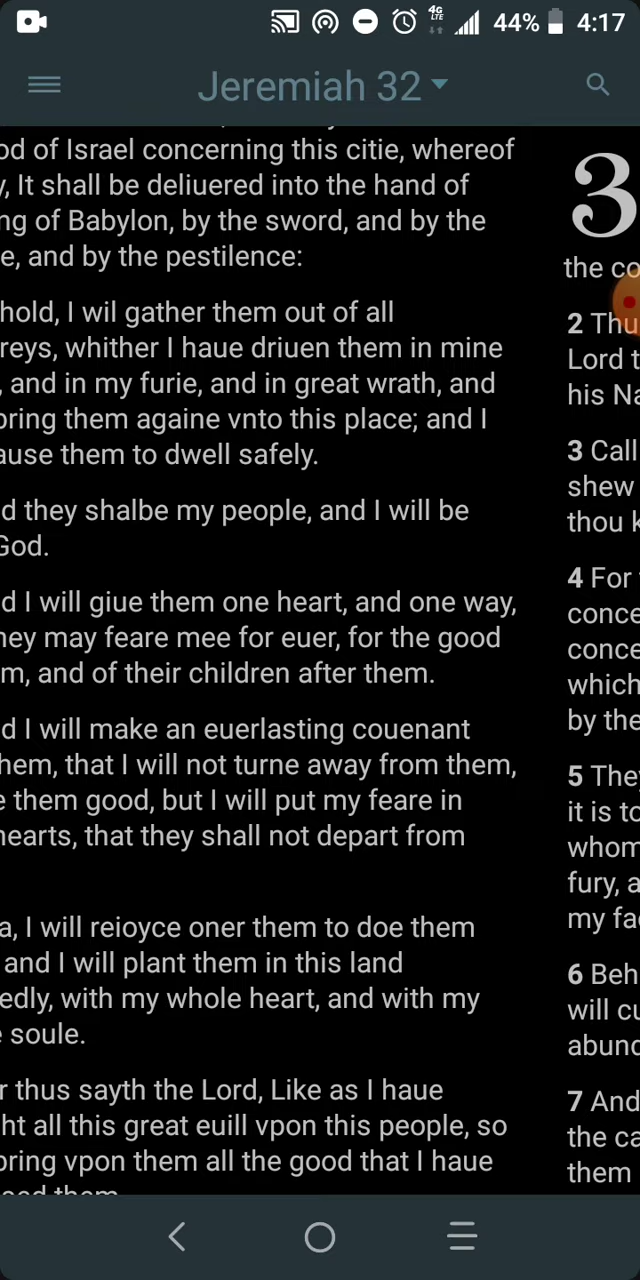 4G
LTE
44%
4:17
Jeremiah 32
od of Israel concerning this citie, whereof
y, It shall be deliuered into the hand of
ng of Babylon, by the sword, and by the
e, and by the pestilence:
hold, I wil gather them out of all
reys, whither I haue driuen them in mine
, and in my furie, and in great wrath, and
bring them againe vnto this place; and I
ause them to dwell safely.
d they shalbe my people, and I will be
God.
d I will giue them one heart, and one way,
hey may feare mee for euer, for the good
m, and of their children after them.
d I will make an euerlasting couenant
hem, that I will not turne away from them,
e them good, but I will put my feare in
hearts, that they shall not depart from
a, I will reioyce oner them to doe them
and I will plant them in this land
edly, with my whole heart, and with my
e soule.
r thus sayth the Lord, Like as I haue
ht all this great euill vpon this people, so
bring vpon them all the good that I haue
3
the co
2 Thu
Lord t
his Na
3 Call
shew
thou k
4 For
conce
conce
which
by the
5 They
it is to
whom
fury, a
my fac
6 Beh
will cu
abund
7 And
the ca
them